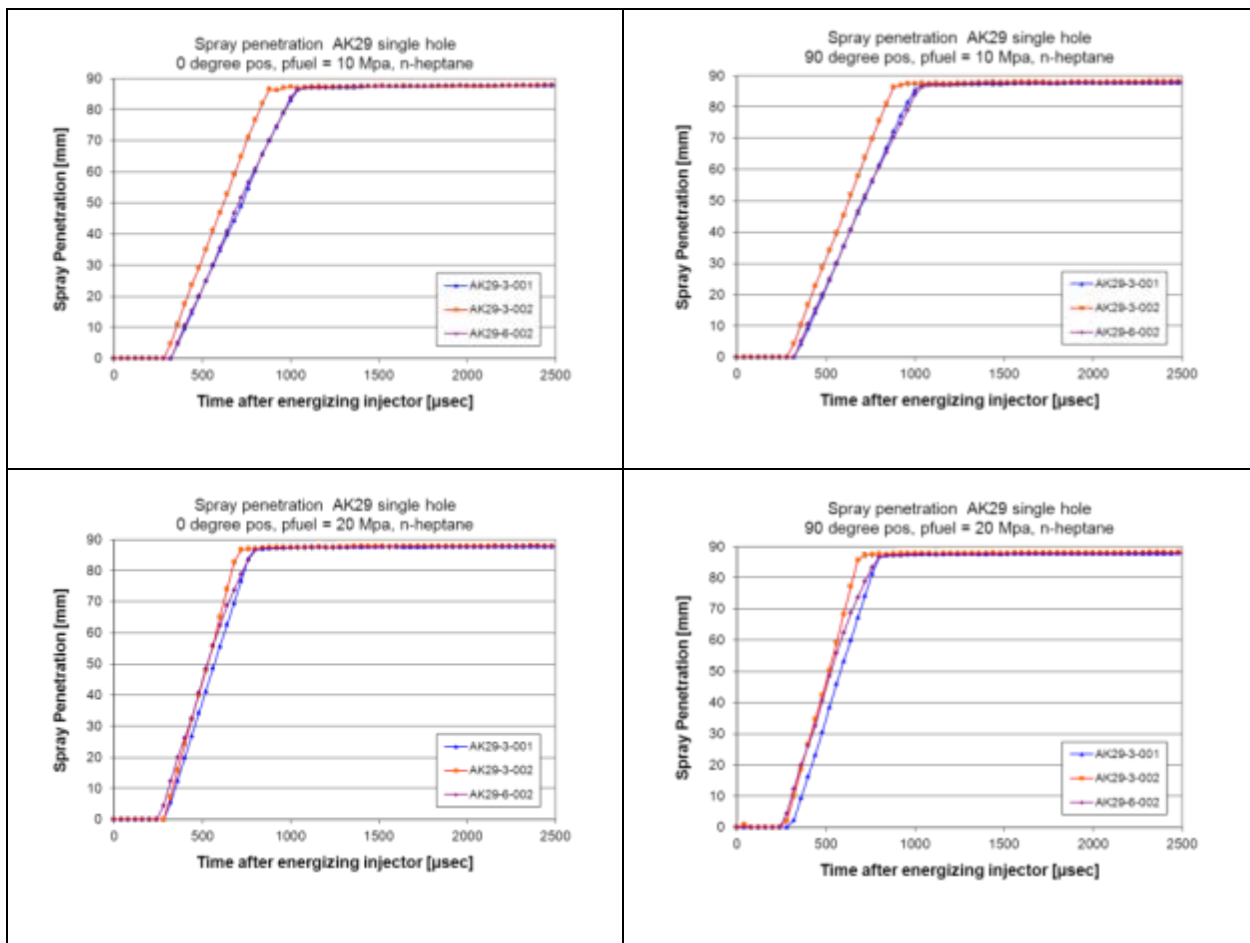 Spray penetration AK29 single hole
0 degree pos, pfuel = 10 Mpa, n-heptane
Spray Penetration [mm]
90
80
70
60
50
40
30
20
10
0
AK29-3-001
AK29-3-002
AK29-6-002
0 500 1000 1500 2000 2500
Time after energizing injector [µsec]
Spray penetration AK29 single hole
90 degree pos, pfuel = 10 Mpa, n-heptane
Spray Penetration [mm]
90
80
70
60
50
40
30
20
10
0
AK29-3-001
AK29-3-002
AK29-6-002
0 500 1000 1500 2000 2500
Time after energizing injector [µsec]
Spray penetration AK29 single hole
0 degree pos, pfuel = 20 Mpa, n-heptane
Spray Penetration [mm]
90
80
70
60
50
40
30
20
10
0
AK29-3-001
AK29-3-002
AK29-6-002
0 500 1000 1500 2000 2500
Time after energizing injector [µsec]
Spray penetration AK29 single hole
90 degree pos, pfuel = 20 Mpa, n-heptane
Spray Penetration [mm]
90
80
70
60
50
40
30
20
10
0
AK29-3-001
AK29-3-002
AK29-6-002
0 500 1000 1500 2000 2500
Time after energizing injector [µsec]